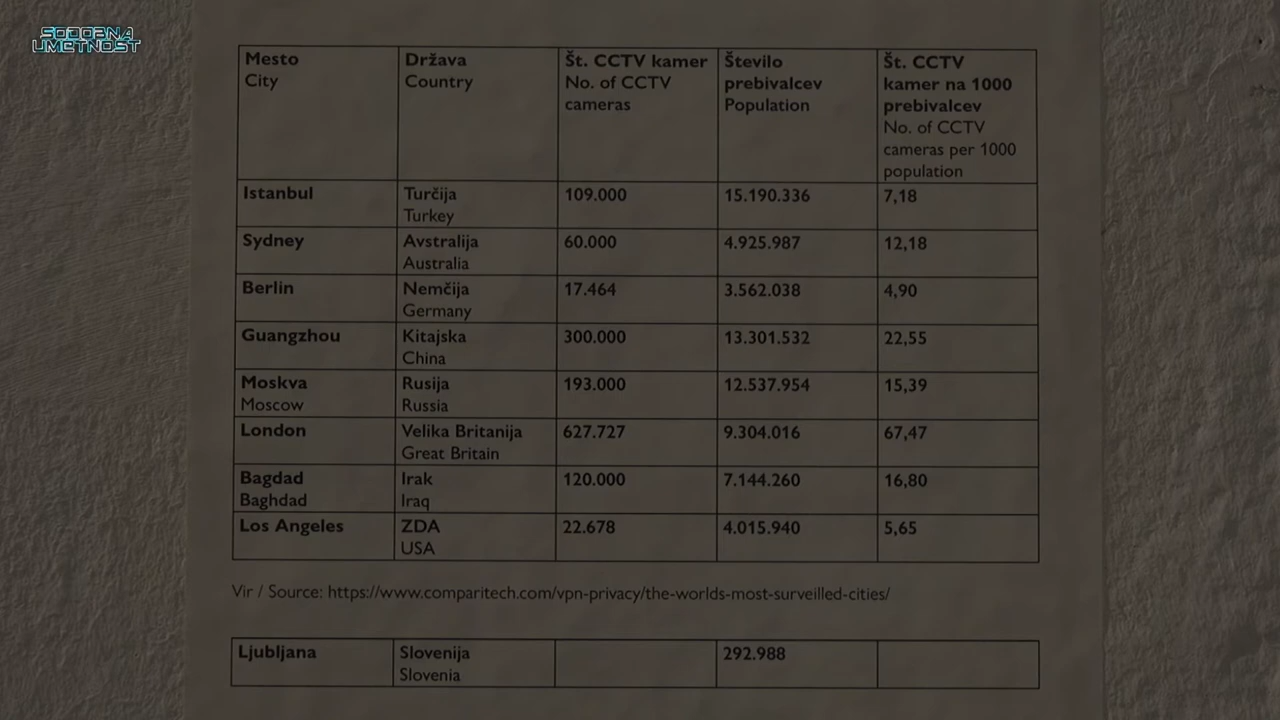 SODOBNA
UMETNOST
Mesto
City
Država
Country
Št. CCTV kamer
No. of CCTV
cameras
Število
prebivalcev
Population
Št. CCTV
kamer na 1000
prebivalcev
No. of CCTV
cameras per 1000
population
Istanbul
Turčija
Turkey
109.000
15.190.336
7,18
Sydney
Avstralija
Australia
60.000
4.925.987
12,18
Berlin
Nemčija
Germany
17.464
3.562.038
4,90
Guangzhou
Kitajska
China
300.000
13.301.532
22,55
Moskva
Moscow
Rusija
Russia
193.000
12.537.954
15,39
London
Velika Britanija
Great Britain
627.727
9.304.016
67,47
Bagdad
Baghdad
Irak
Iraq
120.000
7.144.260
16,80
Los Angeles
ZDA
USA
22.678
4.015.940
5,65
Vir / Source: https://www.comparitech.com/vpn-privacy/the-worlds-most-surveilled-cities/
Ljubljana
Slovenija
Slovenia
292.988